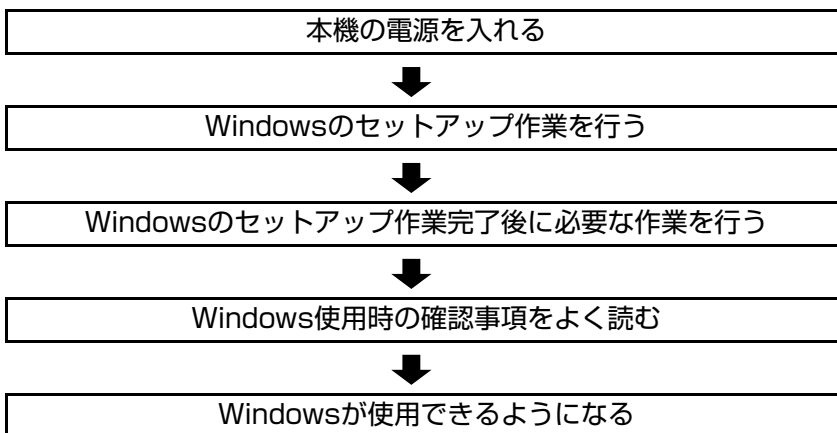 本機の電源を入れる
Windowsのセットアップ作業を行う
Windowsのセットアップ作業完了後に必要な作業を行う
Windows使用時の確認事項をよく読む
Windowsが使用できるようになる